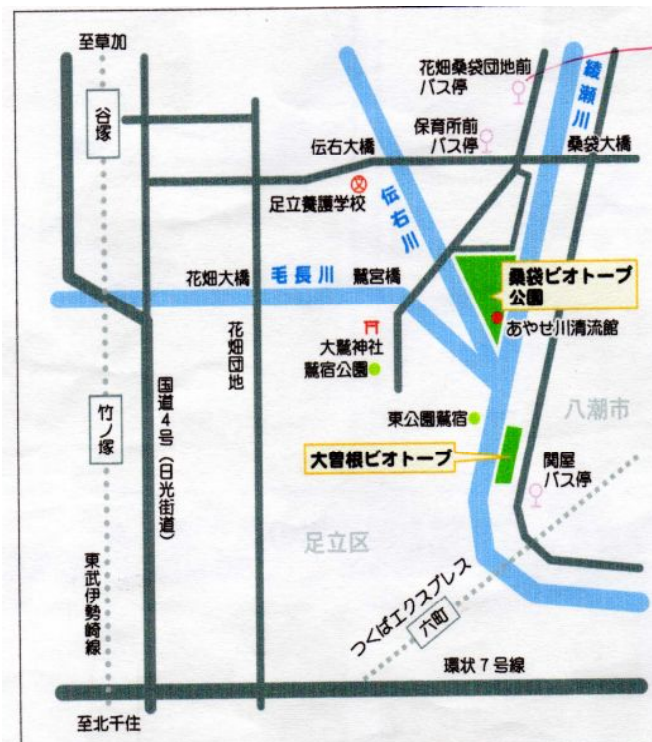 至草加
谷塚
花畑桑袋団地前
バス停
綾瀬川
保育所前
バス停
伝右大橋
桑袋大橋
足立養護学校
伝右川
花畑大橋
毛長川
鷲宮橋
桑袋ビオトープ
公園
あやせ川清流館
大鷲神社
鷲宿公園
花畑団地
竹ノ塚
国道4号（日光街道）
東公園鷲宿
八潮市
大曽根ビオトープ
関屋
バス停
足立区
つくばエクスプレス
六町
東武伊勢崎線
環状7号線
至北千住